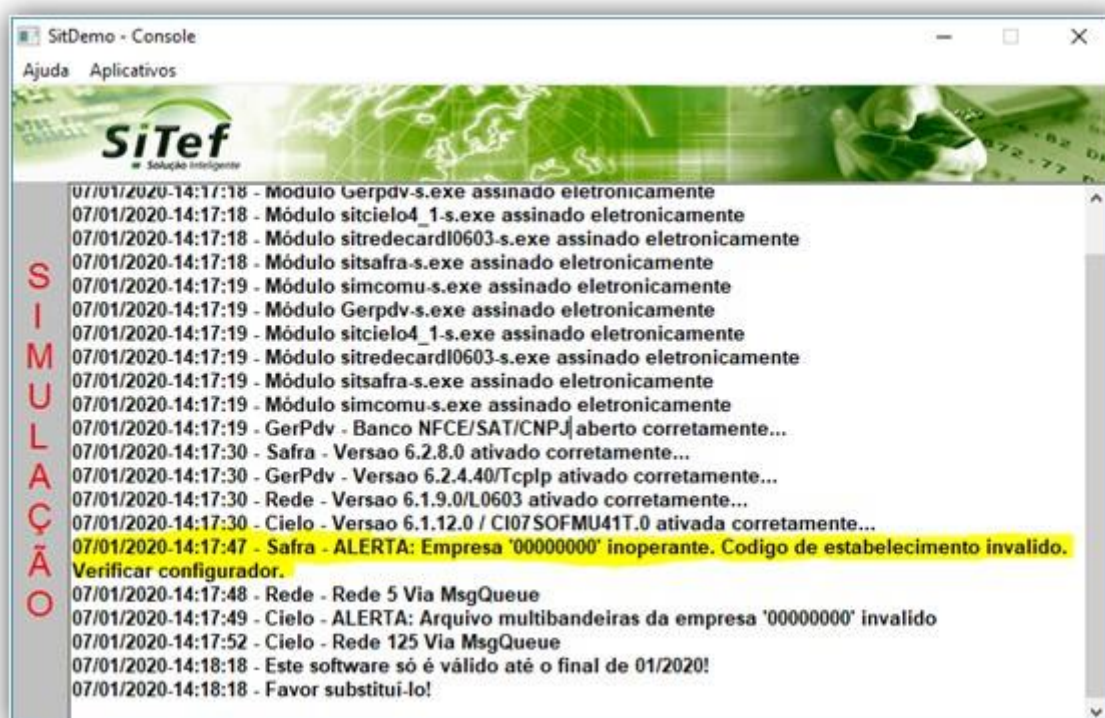 SitDemo - Console
Ajuda Aplicativos
SiTef
Solução Inteligente
07/01/2020-14:17:18 - Módulo Gerpdv-s.exe assinado eletronicamente
07/01/2020-14:17:18 - Módulo sitcielo4_1-s.exe assinado eletronicamente
07/01/2020-14:17:18 - Módulo sitredecardl0603-s.exe assinado eletronicamente
07/01/2020-14:17:18 - Módulo sitsafra-s.exe assinado eletronicamente
07/01/2020-14:17:19 - Módulo simcomu-s.exe assinado eletronicamente
07/01/2020-14:17:19 - Módulo Gerpdv-s.exe assinado eletronicamente
07/01/2020-14:17:19 - Módulo sitcielo4_1-s.exe assinado eletronicamente
07/01/2020-14:17:19 - Módulo sitredecardl0603-s.exe assinado eletronicamente
07/01/2020-14:17:19 - Módulo sitsafra-s.exe assinado eletronicamente
07/01/2020-14:17:19 - Módulo simcomu-s.exe assinado eletronicamente
07/01/2020-14:17:19 - GerPdv - Banco NFCE/SAT/CNPJ aberto corretamente...
07/01/2020-14:17:30 - Safra - Versao 6.2.8.0 ativado corretamente...
07/01/2020-14:17:30 - GerPdv - Versao 6.2.4.40/TcpIp ativado corretamente...
07/01/2020-14:17:30 - Rede - Versao 6.1.9.0/L0603 ativado corretamente...
07/01/2020-14:17:30 - Cielo - Versao 6.1.12.0 / CI07SOFMU41T.0 ativada corretamente...
07/01/2020-14:17:47 - Safra - ALERTA: Empresa '00000000' inoperante. Codigo de estabelecimento invalido.
Verificar configurador.
07/01/2020-14:17:48 - Rede - Rede 5 Via MsgQueue
07/01/2020-14:17:49 - Cielo - ALERTA: Arquivo multibandeiras da empresa '00000000' invalido
07/01/2020-14:17:52 - Cielo - Rede 125 Via MsgQueue
07/01/2020-14:18:18 - Este software só é válido até o final de 01/2020!
07/01/2020-14:18:18 - Favor substituí-lo!
SIMULAÇÃO